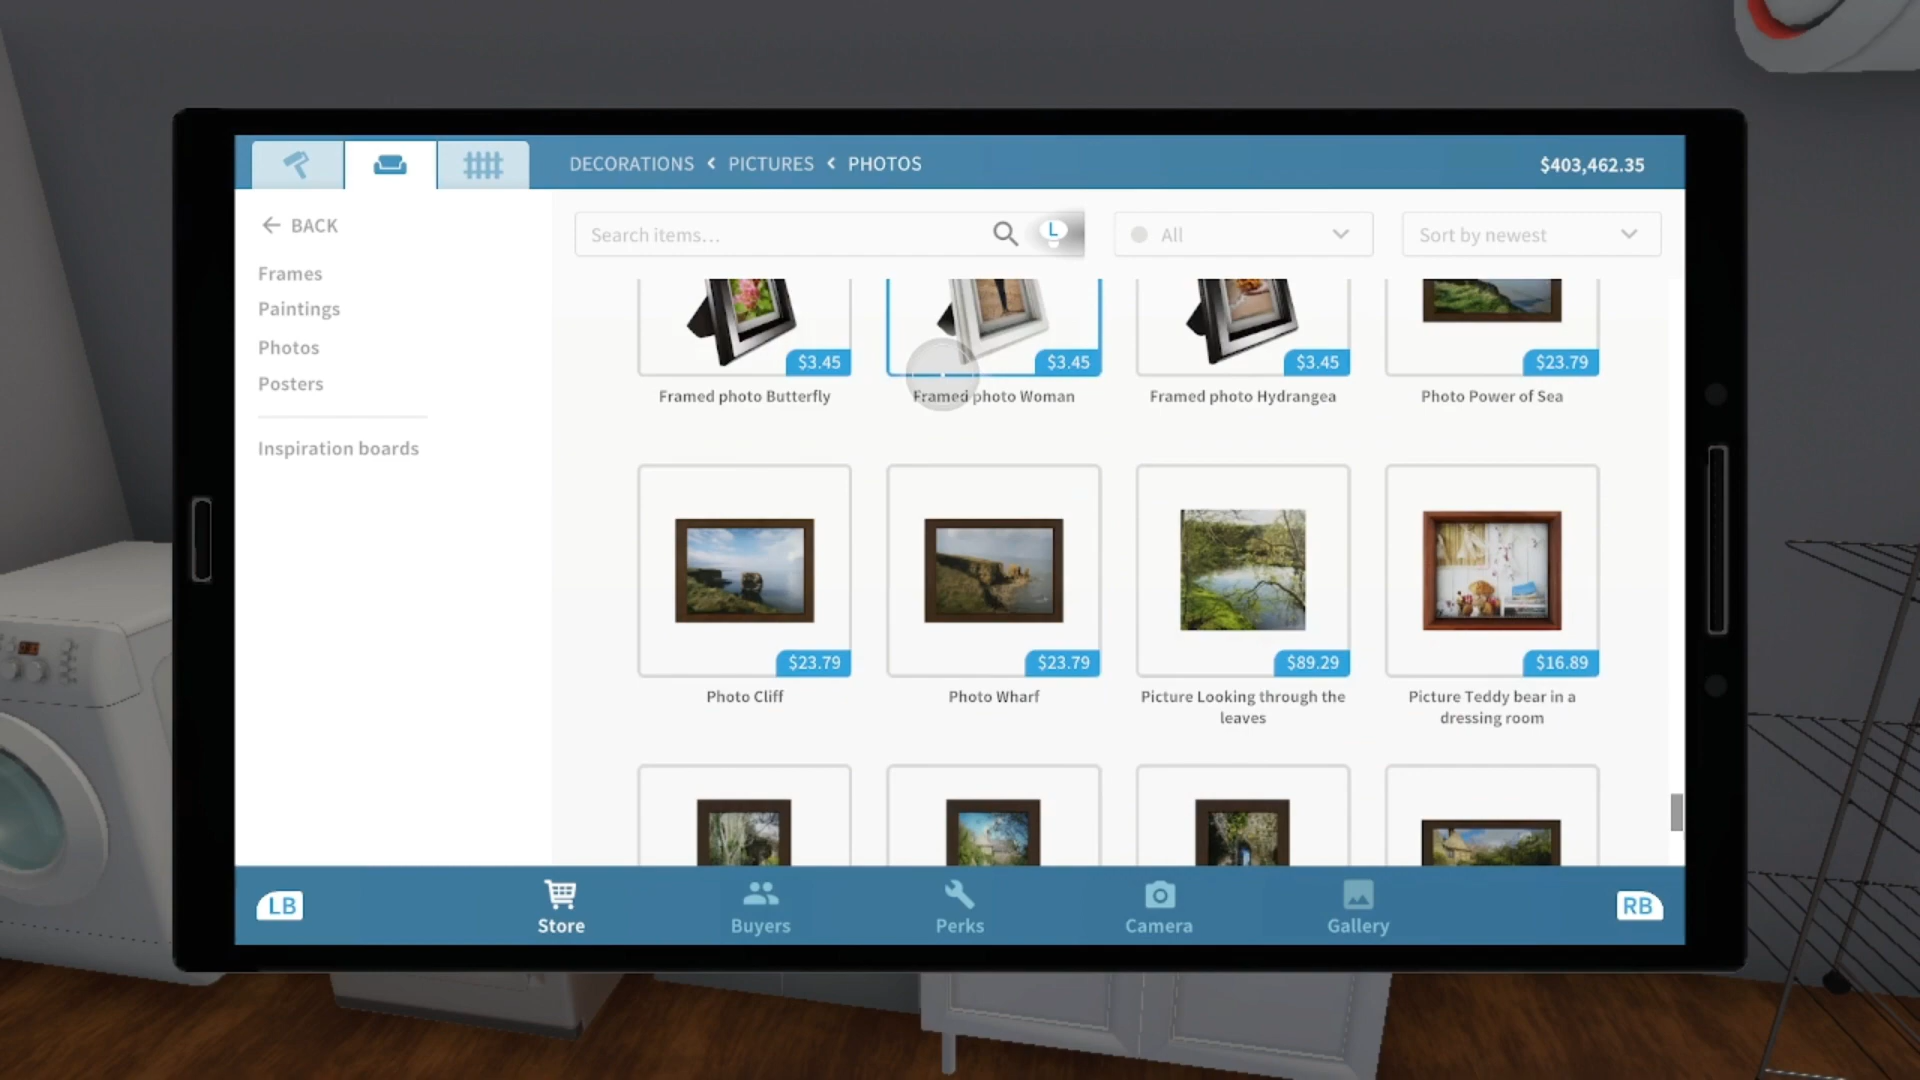 DECORATIONS < PICTURES < PHOTOS
$403,462.35
BACK
Frames
Paintings
Photos
Posters
Inspiration boards
Search items...
L
All
Sort by newest
$3.45
$3.45
$3.45
$23.79
Framed photo Butterfly
Framed photo Woman
Framed photo Hydrangea
Photo Power of Sea
$23.79
$23.79
$89.29
$16.89
Photo Cliff
Photo Wharf
Picture Looking through the
leaves
Picture Teddy bear in a
dressing room
LB
Store
Buyers
Perks
Camera
Gallery
RB